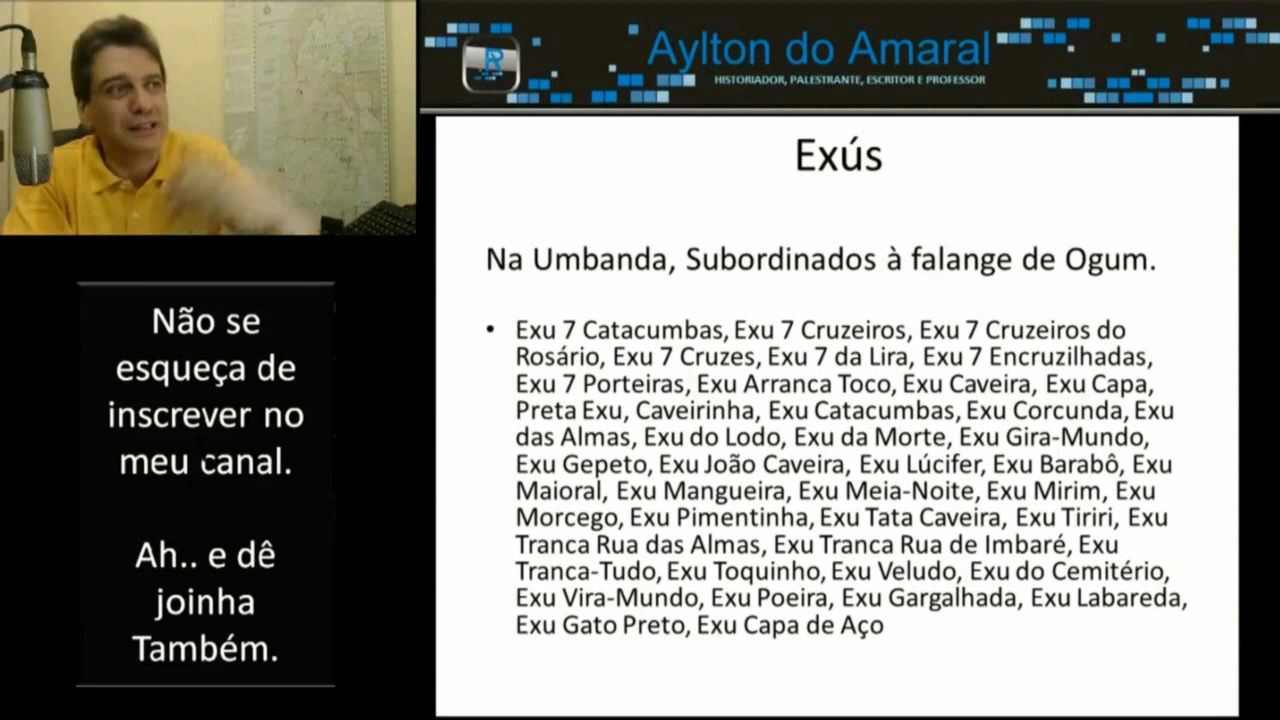 Aylton do Amaral
HISTORIADOR, PALESTRANTE, ESCRITOR E PROFESSOR
R
Exús
Na Umbanda, Subordinados à falange de Ogum.
• Exu 7 Catacumbas, Exu 7 Cruzeiros, Exu 7 Cruzeiros do
Rosário, Exu 7 Cruzes, Exu 7 da Lira, Exu 7 Encruzilhadas,
Exu 7 Porteiras, Exu Arranca Toco, Exu Caveira, Exu Capa,
Preta Exu, Caveirinha, Exu Catacumbas, Exu Corcunda, Exu
das Almas, Exu do Lodo, Exu da Morte, Exu Gira-Mundo,
Exu Gepeto, Exu João Caveira, Exu Lúcifer, Exu Barabô, Exu
Maioral, Exu Mangueira, Exu Meia-Noite, Exu Mirim, Exu
Morcego, Exu Pimentinha, Exu Tata Caveira, Exu Tiriri, Exu
Tranca Rua das Almas, Exu Tranca Rua de Imbaré, Exu
Tranca-Tudo, Exu Toquinho, Exu Veludo, Exu do Cemitério,
Exu Vira-Mundo, Exu Poeira, Exu Gargalhada, Exu Labareda,
Exu Gato Preto, Exu Capa de Aço
Não se
esqueça de
inscrever no
meu canal.
Ah.. e dê
joinha
Também.